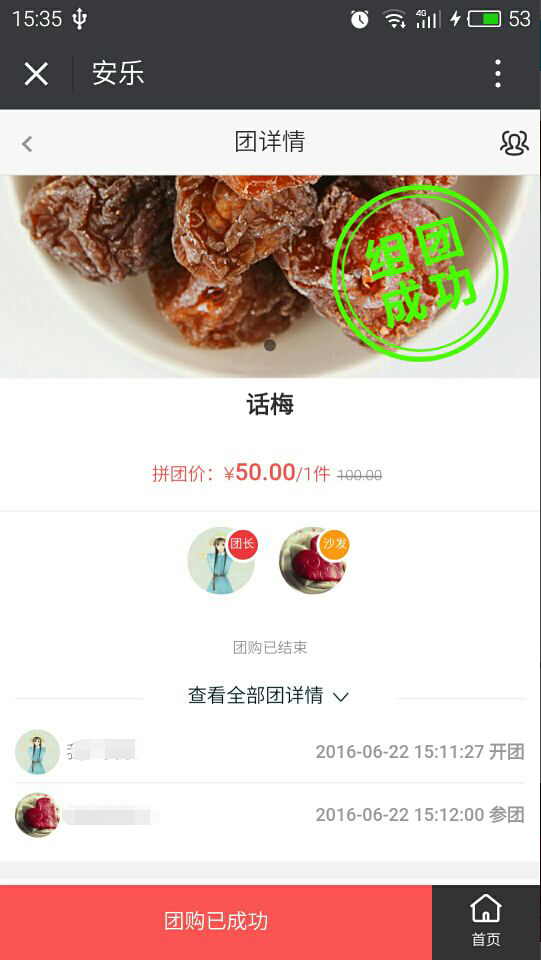 15:35 4G 53
安乐
团详情
组团
成功
话梅
拼团价：¥50.00/1件 100.00
团长 沙发
团购已结束
查看全部团详情
2016-06-22 15:11:27 开团
2016-06-22 15:12:00 参团
团购已成功
首页